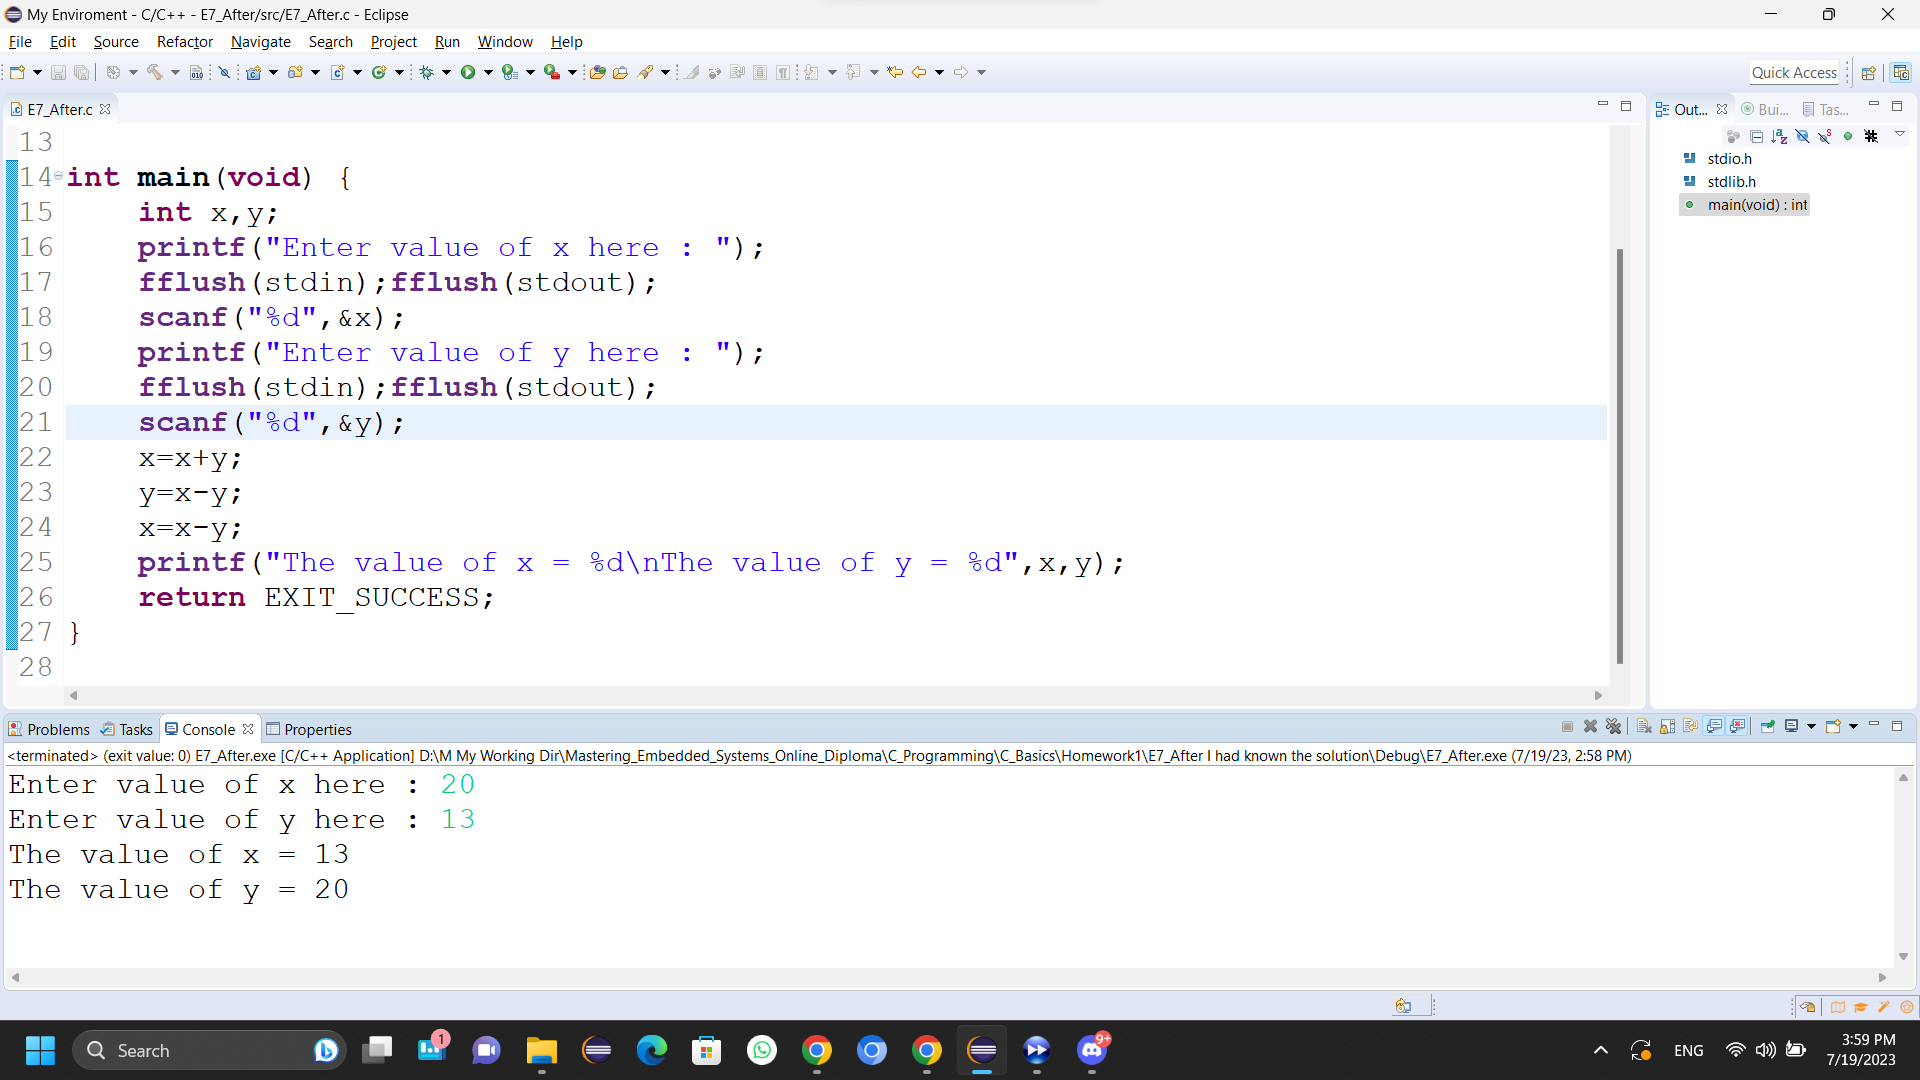 My Enviroment - C/C++ - E7_After/src/E7_After.c - Eclipse
File Edit Source Refactor Navigate Search Project Run Window Help
Quick Access
E7_After.c
Out... Bui... Tas...
13
14 int main(void) {
15 int x,y;
16 printf("Enter value of x here : ");
17 fflush(stdin);fflush(stdout);
18 scanf("%d",&x);
19 printf("Enter value of y here : ");
20 fflush(stdin);fflush(stdout);
21 scanf("%d",&y);
22 x=x+y;
23 y=x-y;
24 x=x-y;
25 printf("The value of x = %d\nThe value of y = %d",x,y);
26 return EXIT_SUCCESS;
27 }
28
stdio.h
stdlib.h
main(void) : int
Problems Tasks Console Properties
<terminated> (exit value: 0) E7_After.exe [C/C++ Application] D:\M My Working Dir\Mastering_Embedded_Systems_Online_Diploma\C_Programming\C_Basics\Homework1\E7_After I had known the solution\Debug\E7_After.exe (7/19/23, 2:58 PM)
Enter value of x here : 20
Enter value of y here : 13
The value of x = 13
The value of y = 20
Search
1
9+
ENG
3:59 PM
7/19/2023